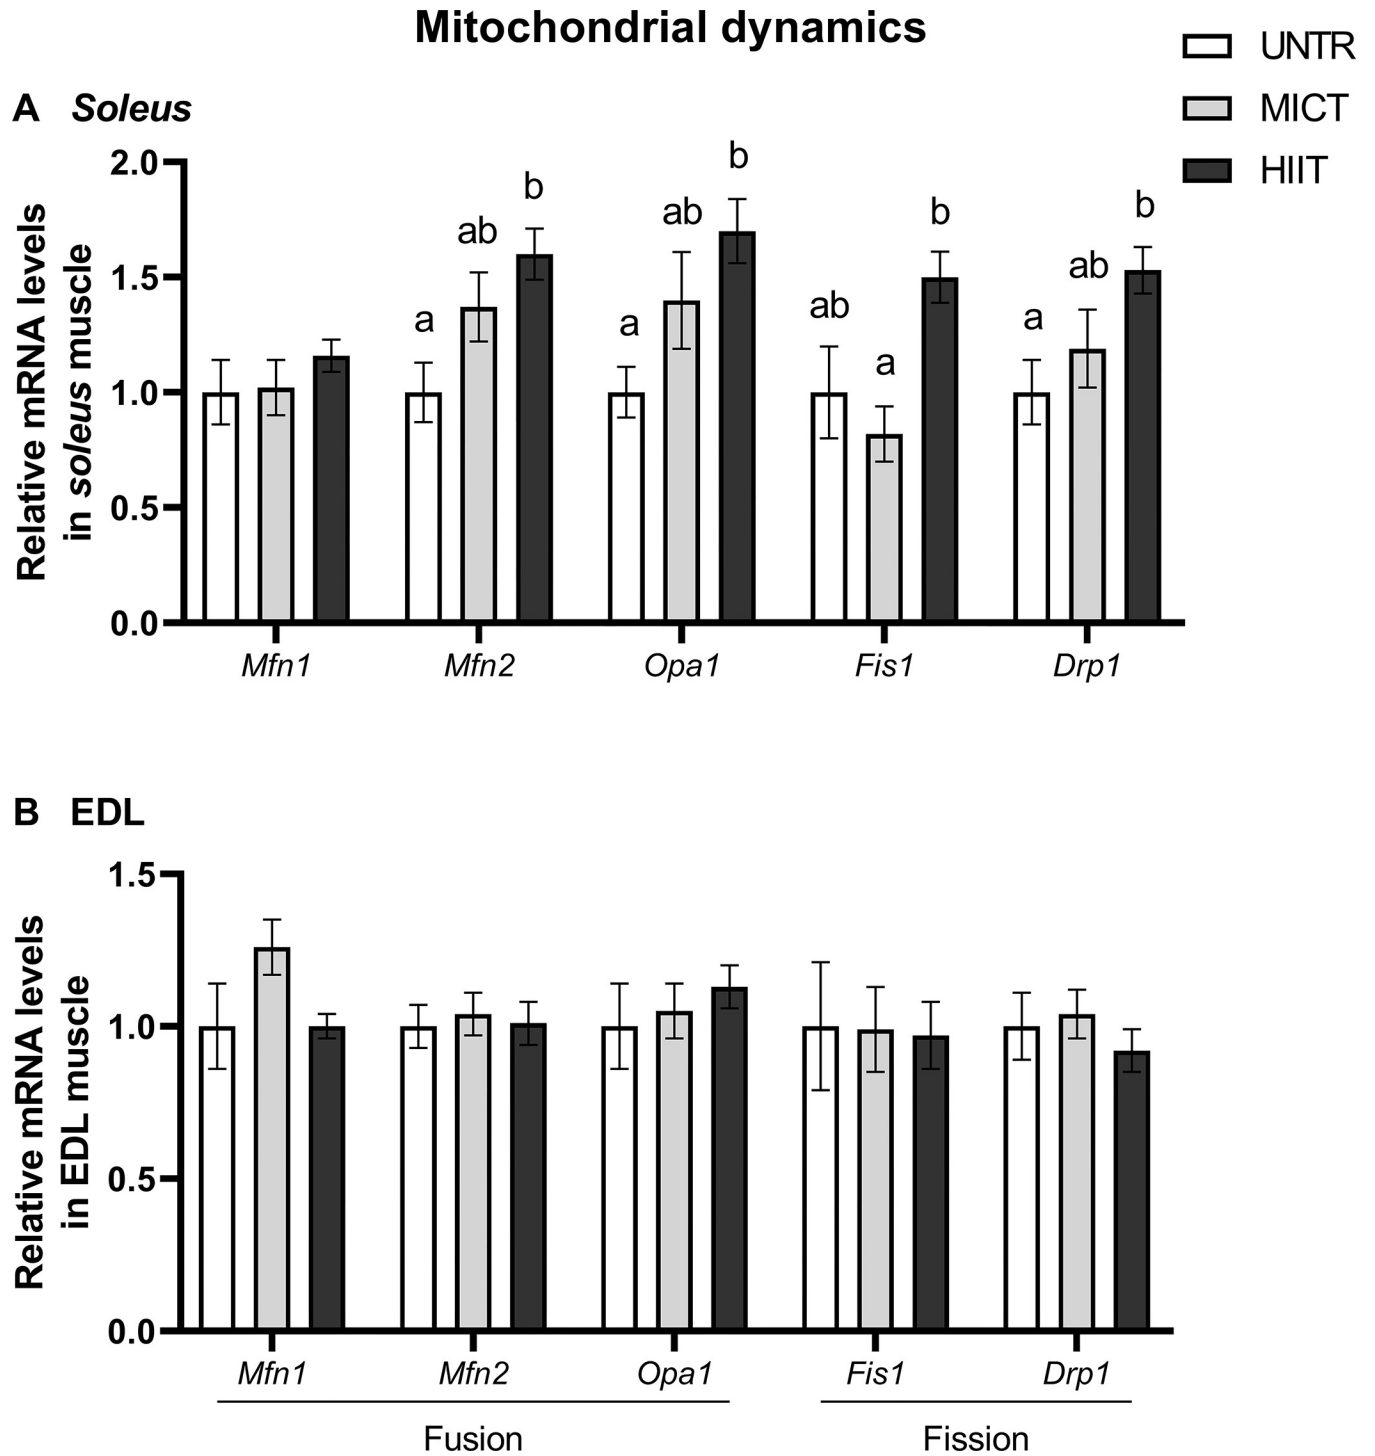 Mitochondrial dynamics
UNTR
MICT
HIIT
A Soleus
Relative mRNA levels
in soleus muscle
2.0
1.5
1.0
0.5
0.0
a
ab
b
a
ab
b
ab
a
b
a
ab
b
Mfn1
Mfn2
Opa1
Fis1
Drp1
B EDL
Relative mRNA levels
in EDL muscle
1.5
1.0
0.5
0.0
Mfn1
Mfn2
Opa1
Fis1
Drp1
Fusion
Fission